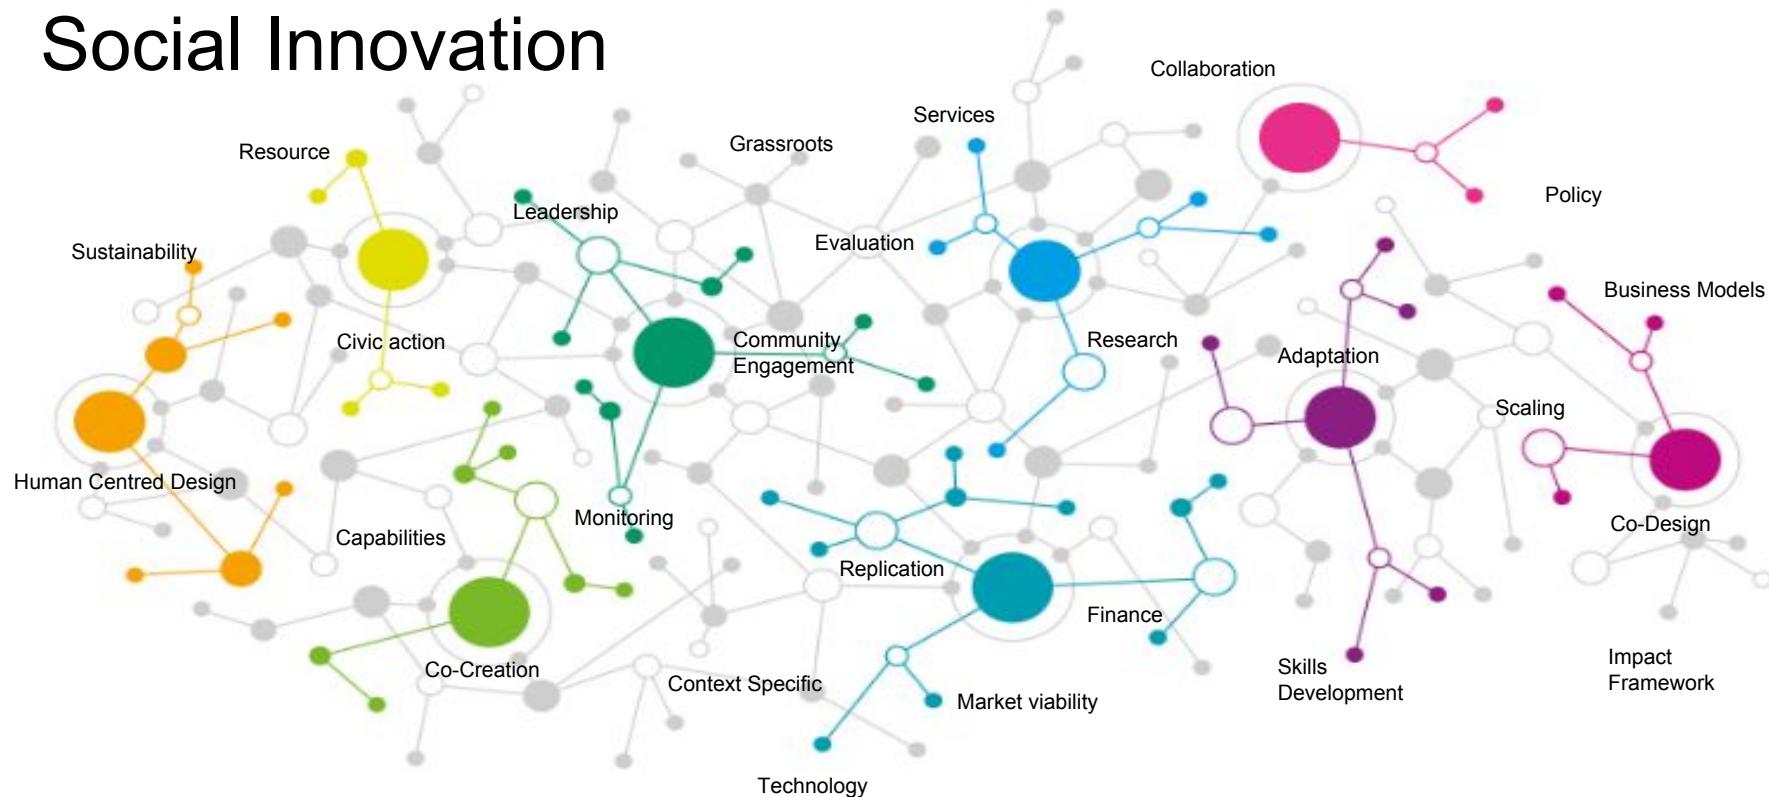 Social Innovation
Collaboration
Services
Grassroots
Resource
Policy
Leadership
Evaluation
Sustainability
Business Models
Civic action
Community
Engagement
Research
Adaptation
Scaling
Human Centred Design
Monitoring
Co-Design
Capabilities
Replication
Finance
Co-Creation
Context Specific
Skills
Development
Impact
Framework
Market viability
Technology